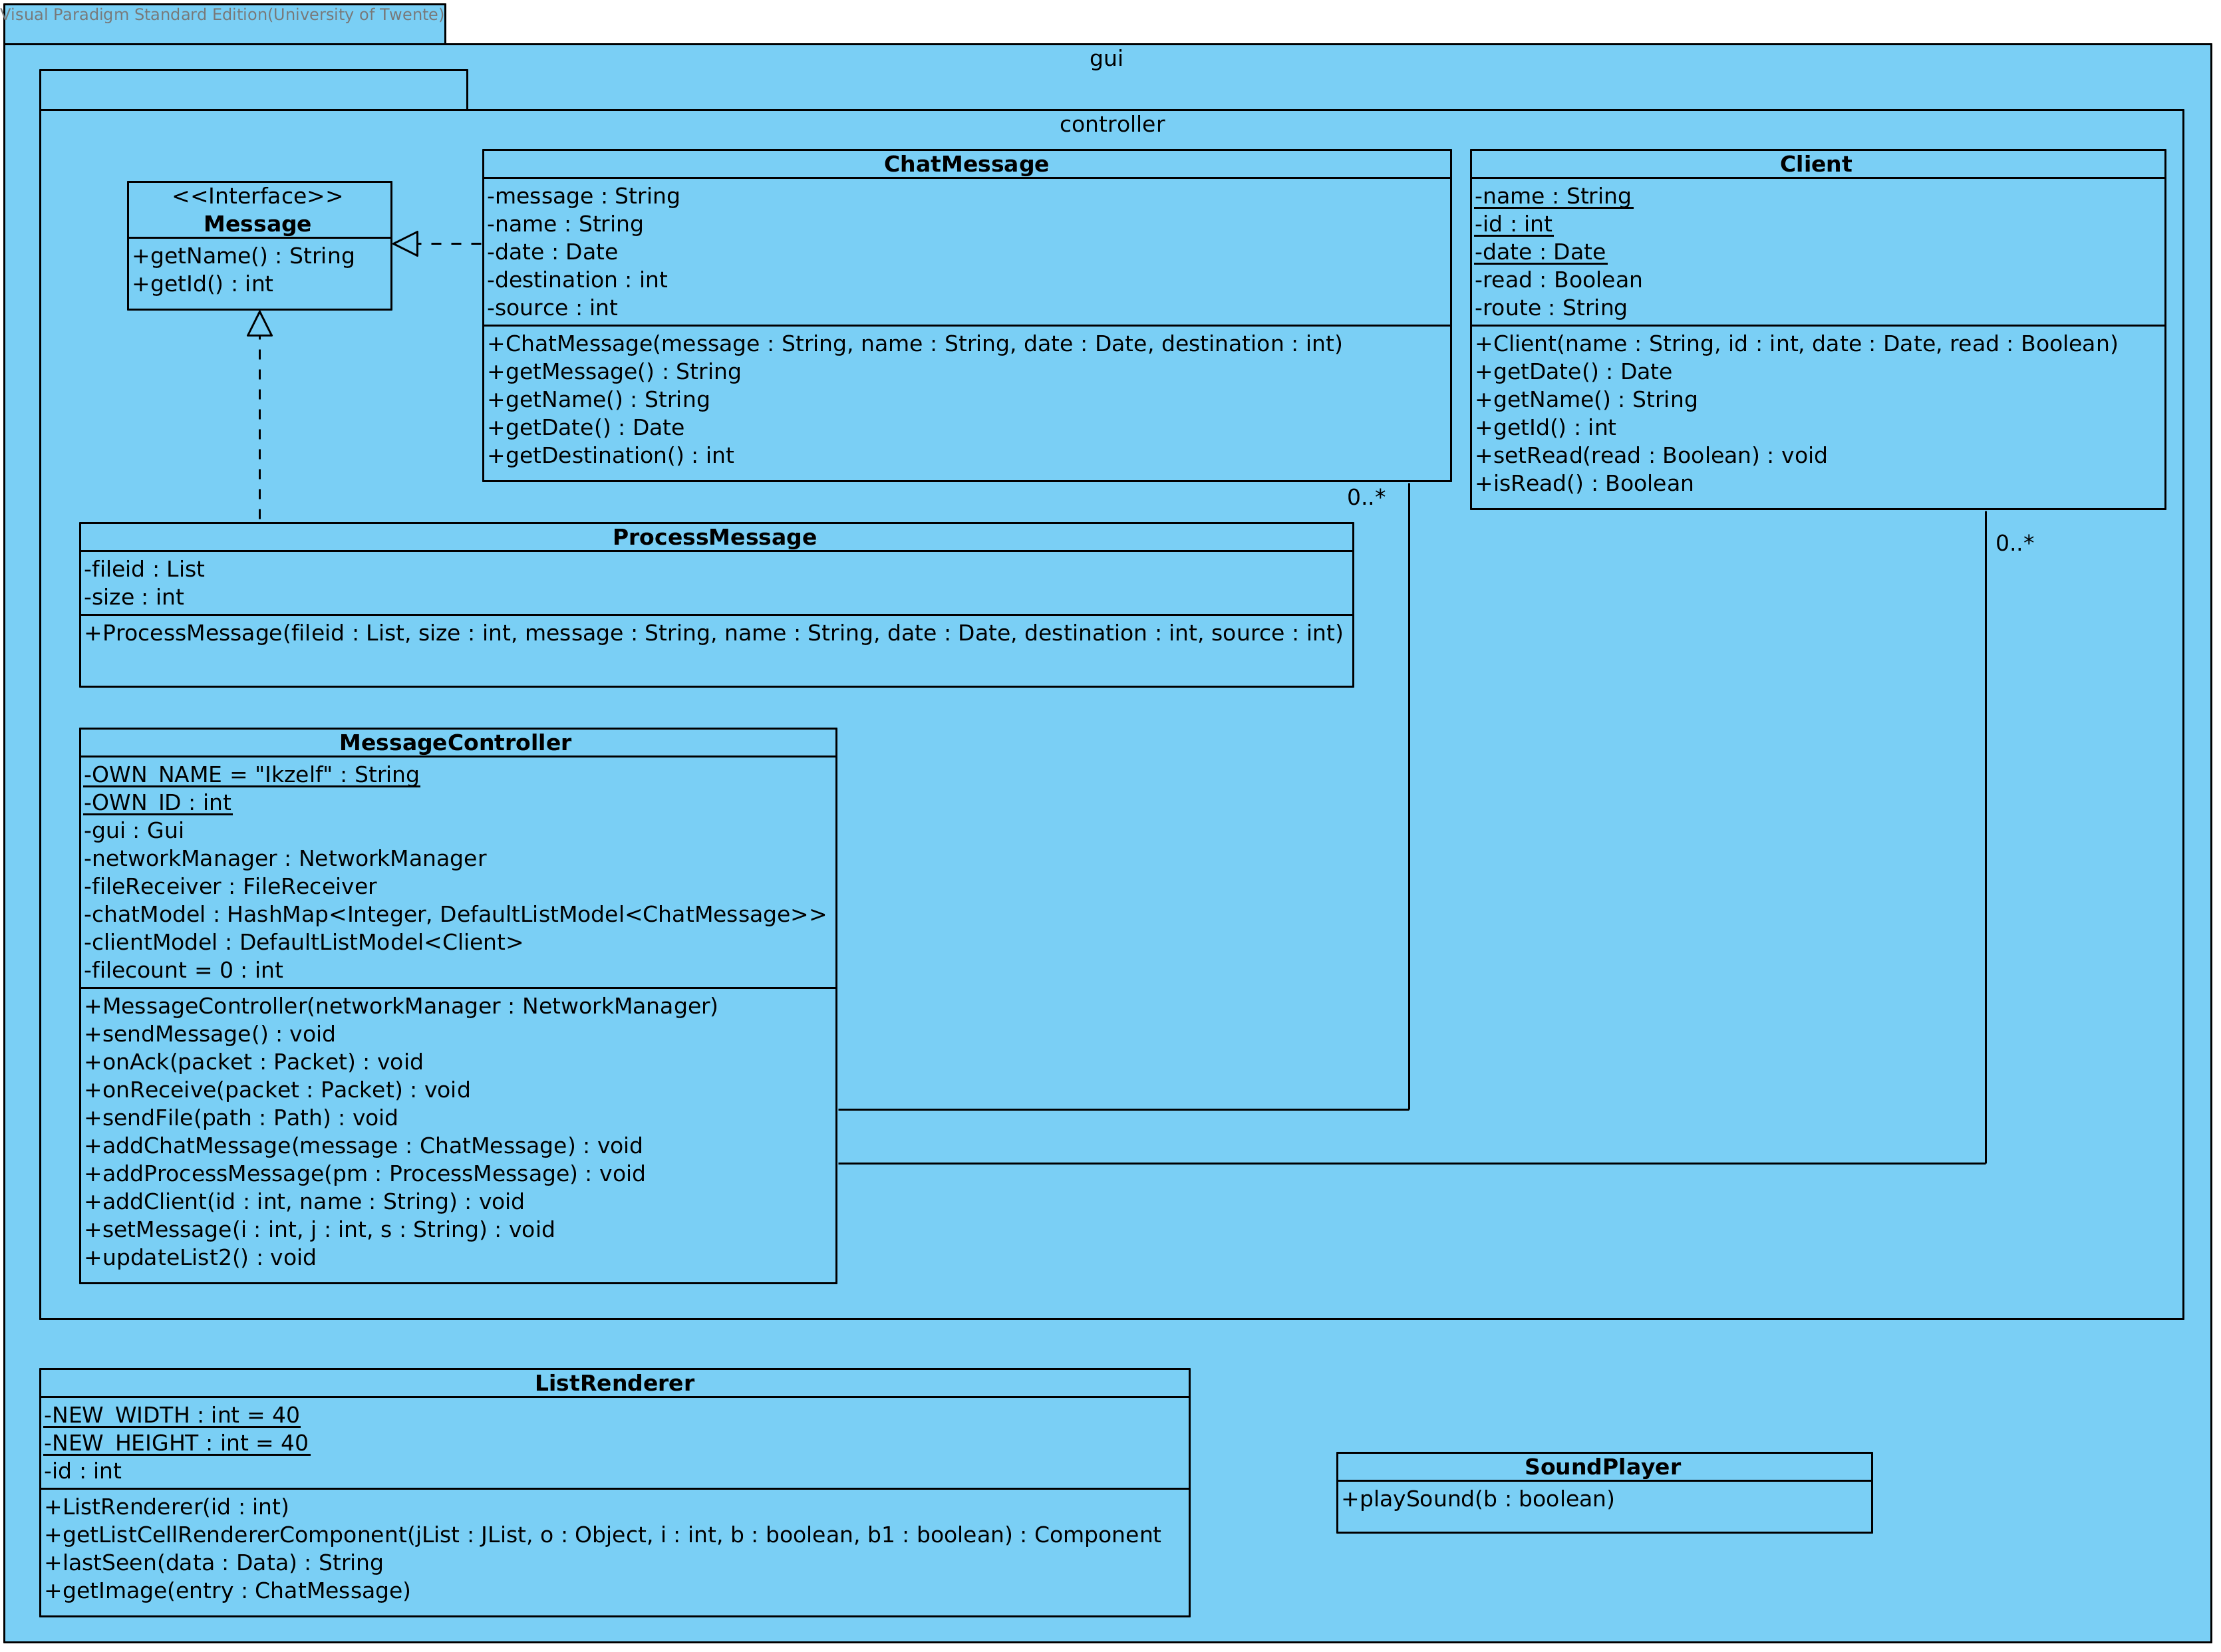 Visual Paradigm Standard Edition(University of Twente)
gui
controller
<<Interface>>
Message
+getName() : String
+getId() : int
ChatMessage
-message : String
-name : String
-date : Date
-destination : int
-source : int
+ChatMessage(message : String, name : String, date : Date, destination : int)
+getMessage() : String
+getName() : String
+getDate() : Date
+getDestination() : int
0..*
Client
-name : String
-id : int
-date : Date
-read : Boolean
-route : String
+Client(name : String, id : int, date : Date, read : Boolean)
+getDate() : Date
+getName() : String
+getId() : int
+setRead(read : Boolean) : void
+isRead() : Boolean
0..*
ProcessMessage
-fileid : List
-size : int
+ProcessMessage(fileid : List, size : int, message : String, name : String, date : Date, destination : int, source : int)
MessageController
-OWN_NAME = "Ikzelf" : String
-OWN_ID : int
-gui : Gui
-networkManager : NetworkManager
-fileReceiver : FileReceiver
-chatModel : HashMap<Integer, DefaultListModel<ChatMessage>>
-clientModel : DefaultListModel<Client>
-filecount = 0 : int
+MessageController(networkManager : NetworkManager)
+sendMessage() : void
+onAck(packet : Packet) : void
+onReceive(packet : Packet) : void
+sendFile(path : Path) : void
+addChatMessage(message : ChatMessage) : void
+addProcessMessage(pm : ProcessMessage) : void
+addClient(id : int, name : String) : void
+setMessage(i : int, j : int, s : String) : void
+updateList2() : void
ListRenderer
-NEW_WIDTH : int = 40
-NEW_HEIGHT : int = 40
-id : int
+ListRenderer(id : int)
+getListCellRendererComponent(jList : JList, o : Object, i : int, b : boolean, b1 : boolean) : Component
+lastSeen(data : Data) : String
+getImage(entry : ChatMessage)
SoundPlayer
+playSound(b : boolean)